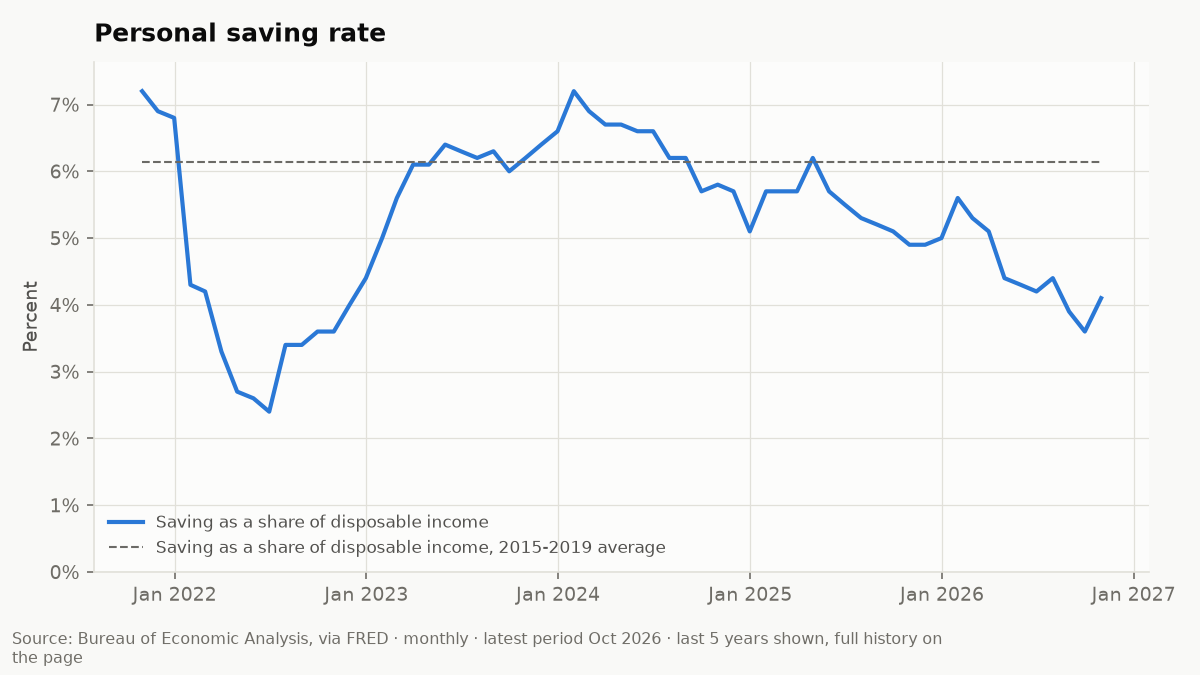 Personal saving rate
Percent
7%
6%
5%
4%
3%
2%
1%
0%
Saving as a share of disposable income
Saving as a share of disposable income, 2015-2019 average
Jan 2022 Jan 2023 Jan 2024 Jan 2025 Jan 2026 Jan 2027
Source: Bureau of Economic Analysis, via FRED · monthly · latest period Oct 2026 · last 5 years shown, full history on
the page